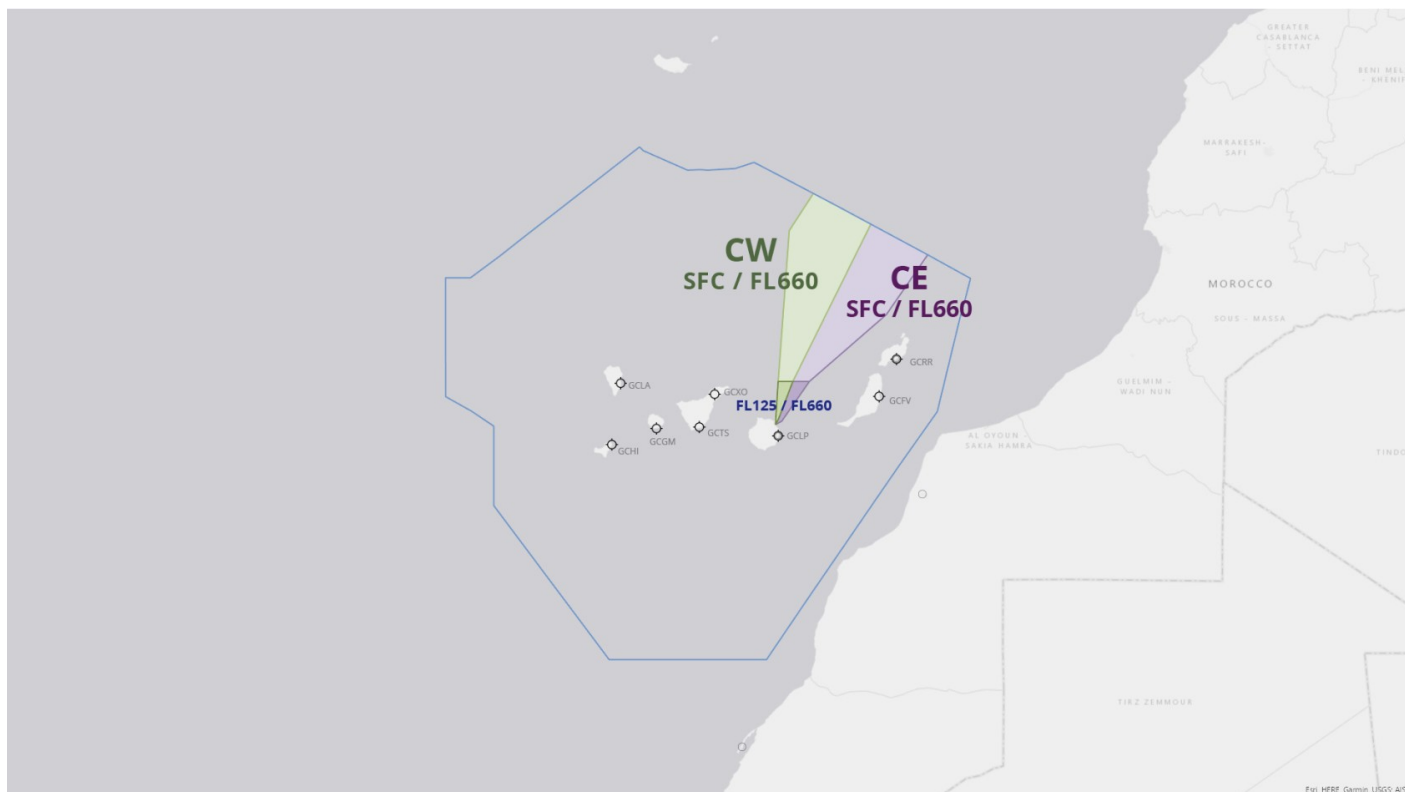 GREATER
CASABLANCA
- SETTAT
BENI MEL
- KHENIF
MARRAKESH-
SAFI
CW
SFC / FL660
CE
SFC / FL660
MOROCCO
SOUS - MASSA
GCRR
GUELMIM -
WADI NUN
GCLA
GCXO
GCFV
FL125 / FL660
GCGM
GCTS
GCLP
GCHI
AL OYOUN -
SAKIA HAMRA
TINDO
TIRZ ZEMMOUR
Esri, HERE, Garmin, USGS; AIS